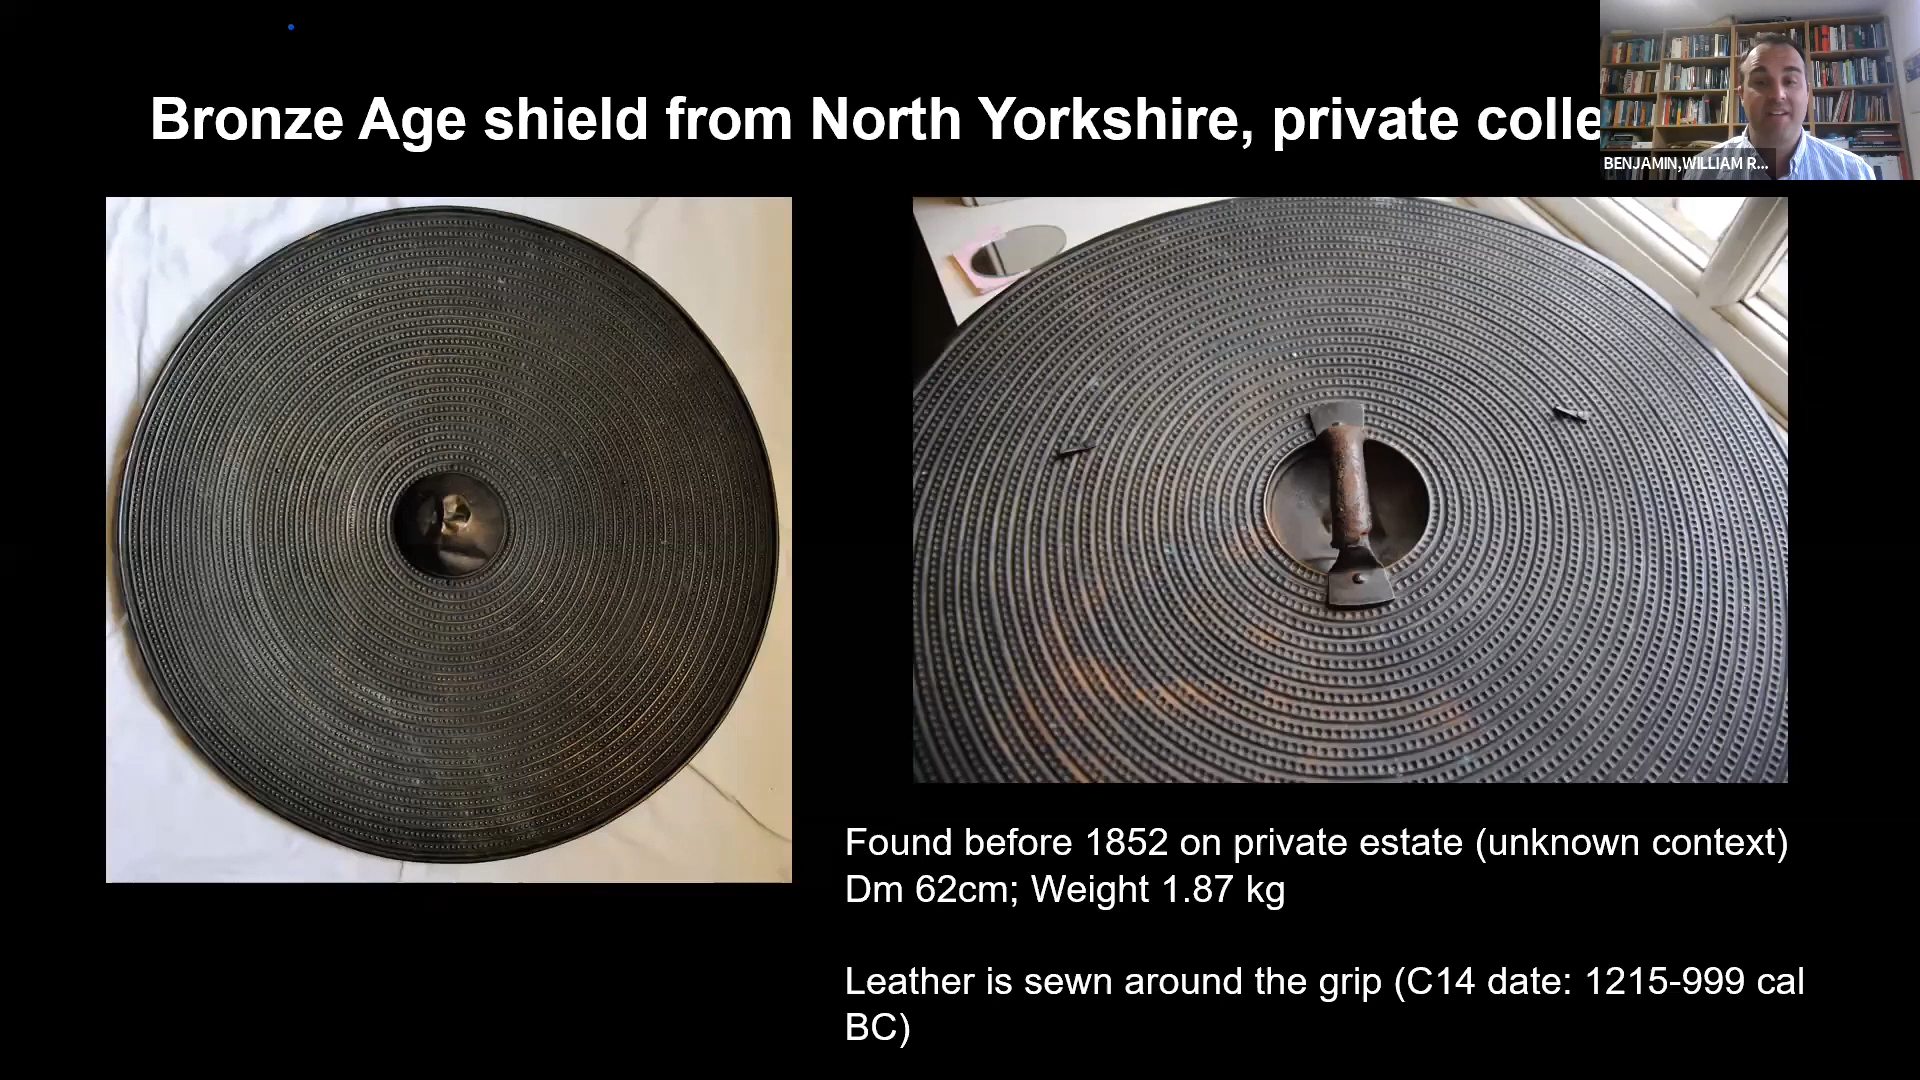 Bronze Age shield from North Yorkshire, private colle
BENJAMIN,WILLIAM R...
Found before 1852 on private estate (unknown context)
Dm 62cm; Weight 1.87 kg
Leather is sewn around the grip (C14 date: 1215-999 cal
BC)